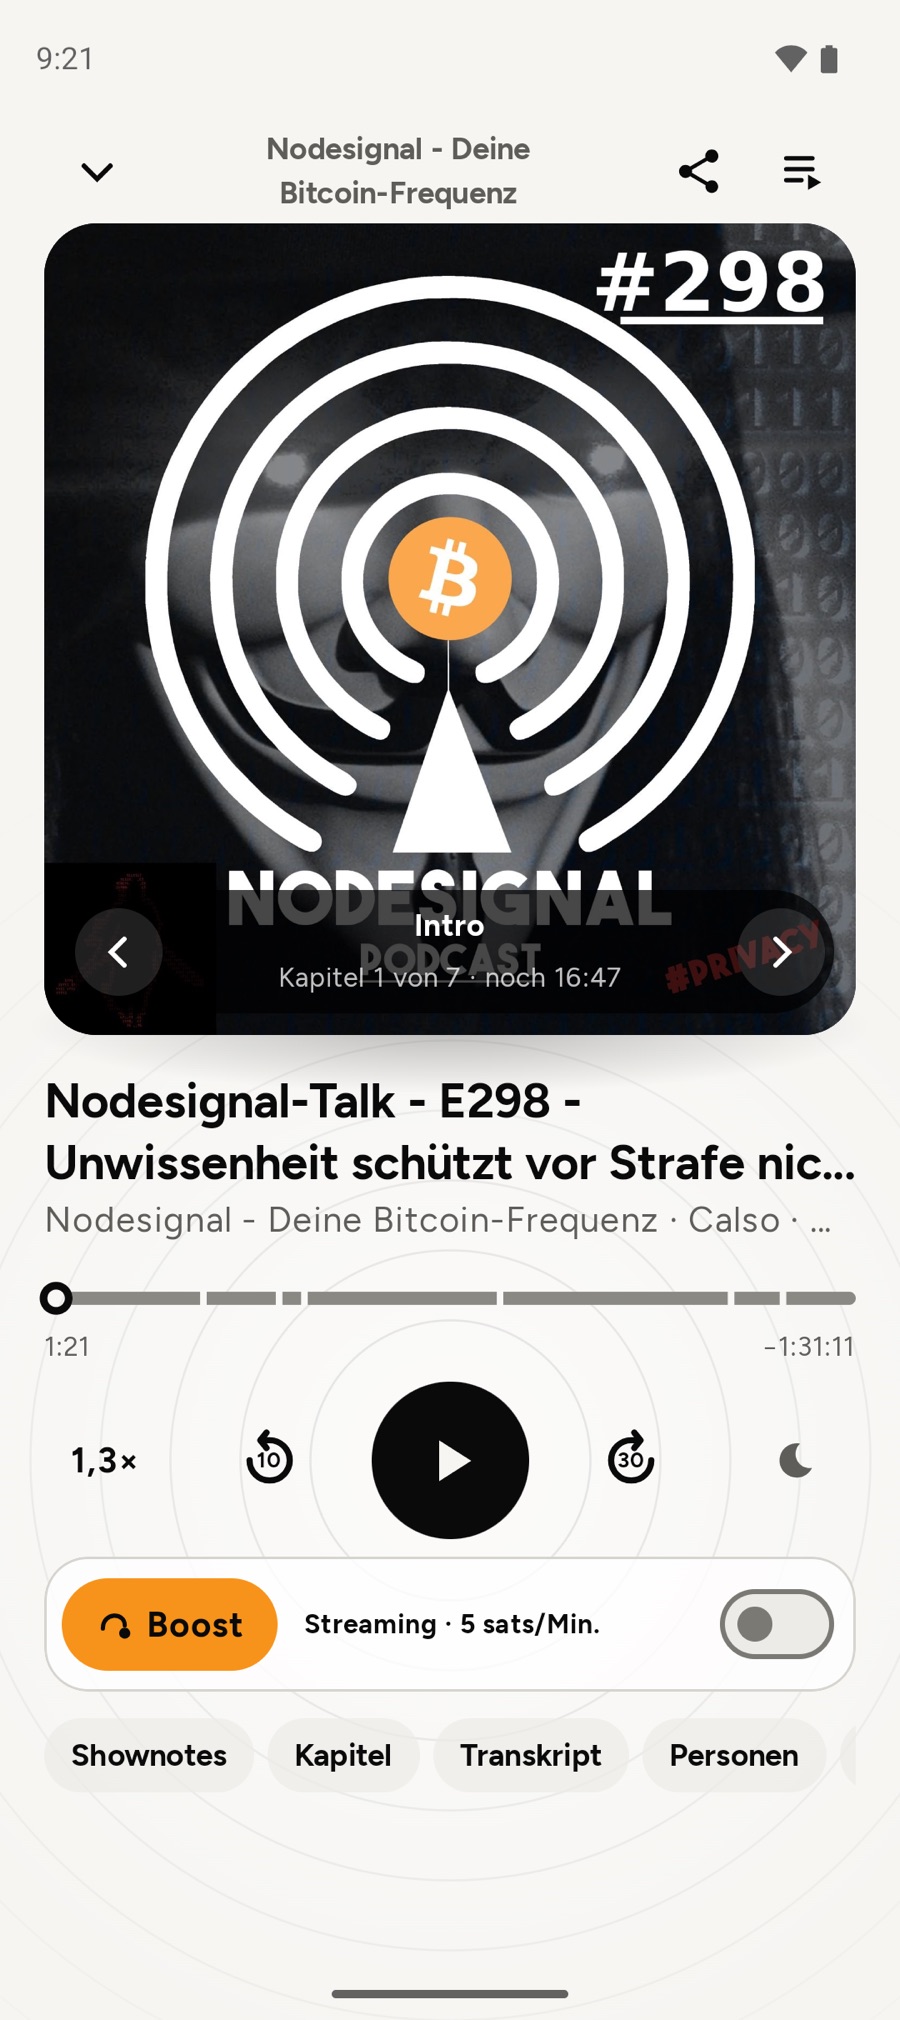 9:21
Nodesignal - Deine
Bitcoin-Frequenz
#298
NODESIGNAL
PODCAST
#PRIVACY
Intro
Kapitel 1 von 7 · noch 16:47
Nodesignal-Talk - E298 -
Unwissenheit schützt vor Strafe nic...
Nodesignal - Deine Bitcoin-Frequenz · Calso · ...
1:21
-1:31:11
1,3×
10
30
Boost
Streaming · 5 sats/Min.
Shownotes
Kapitel
Transkript
Personen